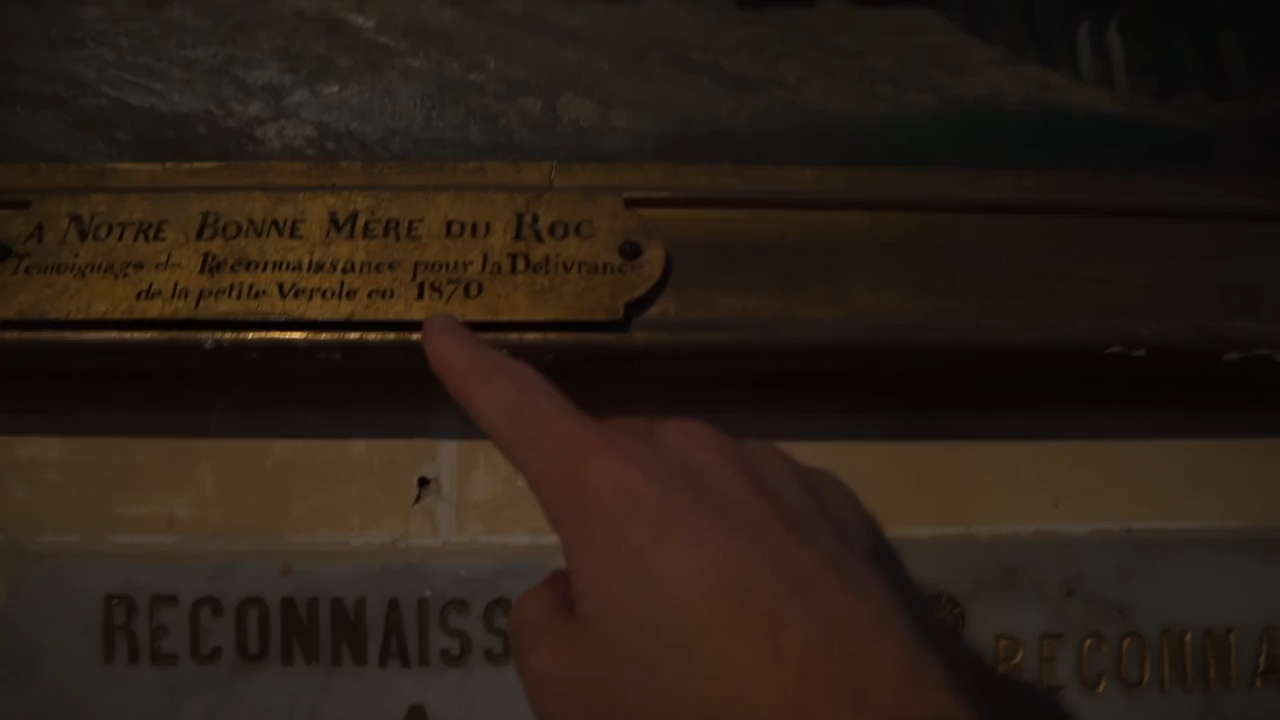 A NOTRE BONNE MÈRE DU ROC
Temoignage de Reconnaissance pour la Delivrance
de la petite Verole en 1870
RECONNAISS
RECONNA
A